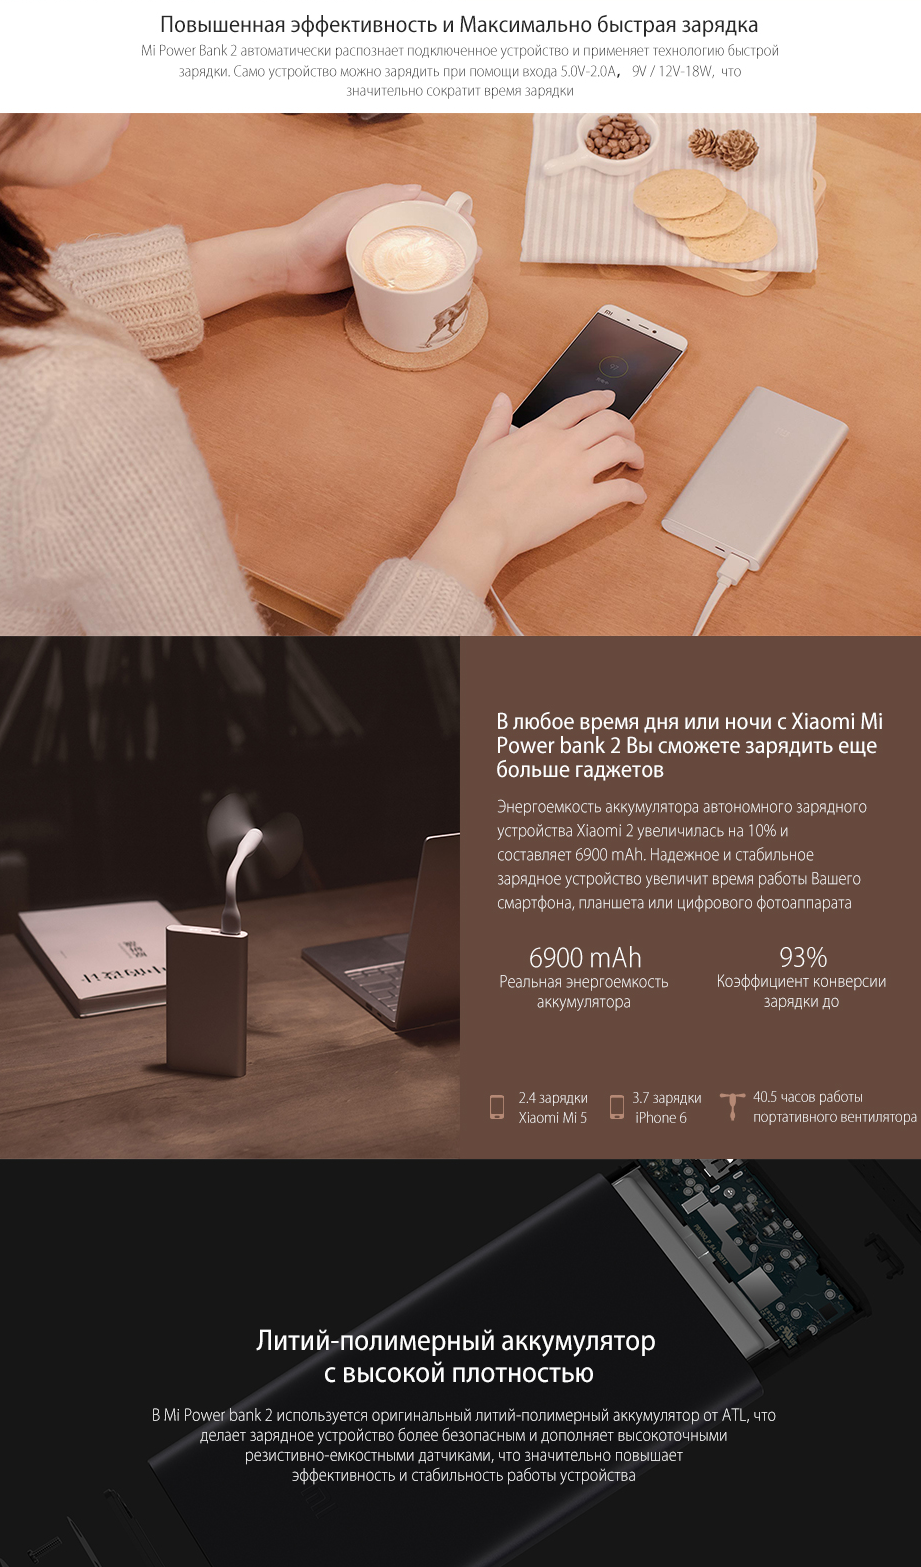 Повышенная эффективность и Максимально быстрая зарядка
Mi Power Bank 2 автоматически распознает подключенное устройство и применяет технологию быстрой
зарядки. Само устройство можно зарядить при помощи входа 5.0V-2.0A, 9V / 12V-18W, что
значительно сократит время зарядки
В любое время дня или ночи с Xiaomi Mi
Power bank 2 Вы сможете зарядить еще
больше гаджетов
Энергоемкость аккумулятора автономного зарядного
устройства Xiaomi 2 увеличилась на 10% и
составляет 6900 mAh. Надежное и стабильное
зарядное устройство увеличит время работы Вашего
смартфона, планшета или цифрового фотоаппарата
6900 mAh
Реальная энергоемкость
аккумулятора
93%
Коэффициент конверсии
зарядки до
2.4 зарядки
Xiaomi Mi 5
3.7 зарядки
iPhone 6
40.5 часов работы
портативного вентилятора
Литий-полимерный аккумулятор
с высокой плотностью
В Mi Power bank 2 используется оригинальный литий-полимерный аккумулятор от ATL, что
делает зарядное устройство более безопасным и дополняет высокоточными
резистивно-емкостными датчиками, что значительно повышает
эффективность и стабильность работы устройства